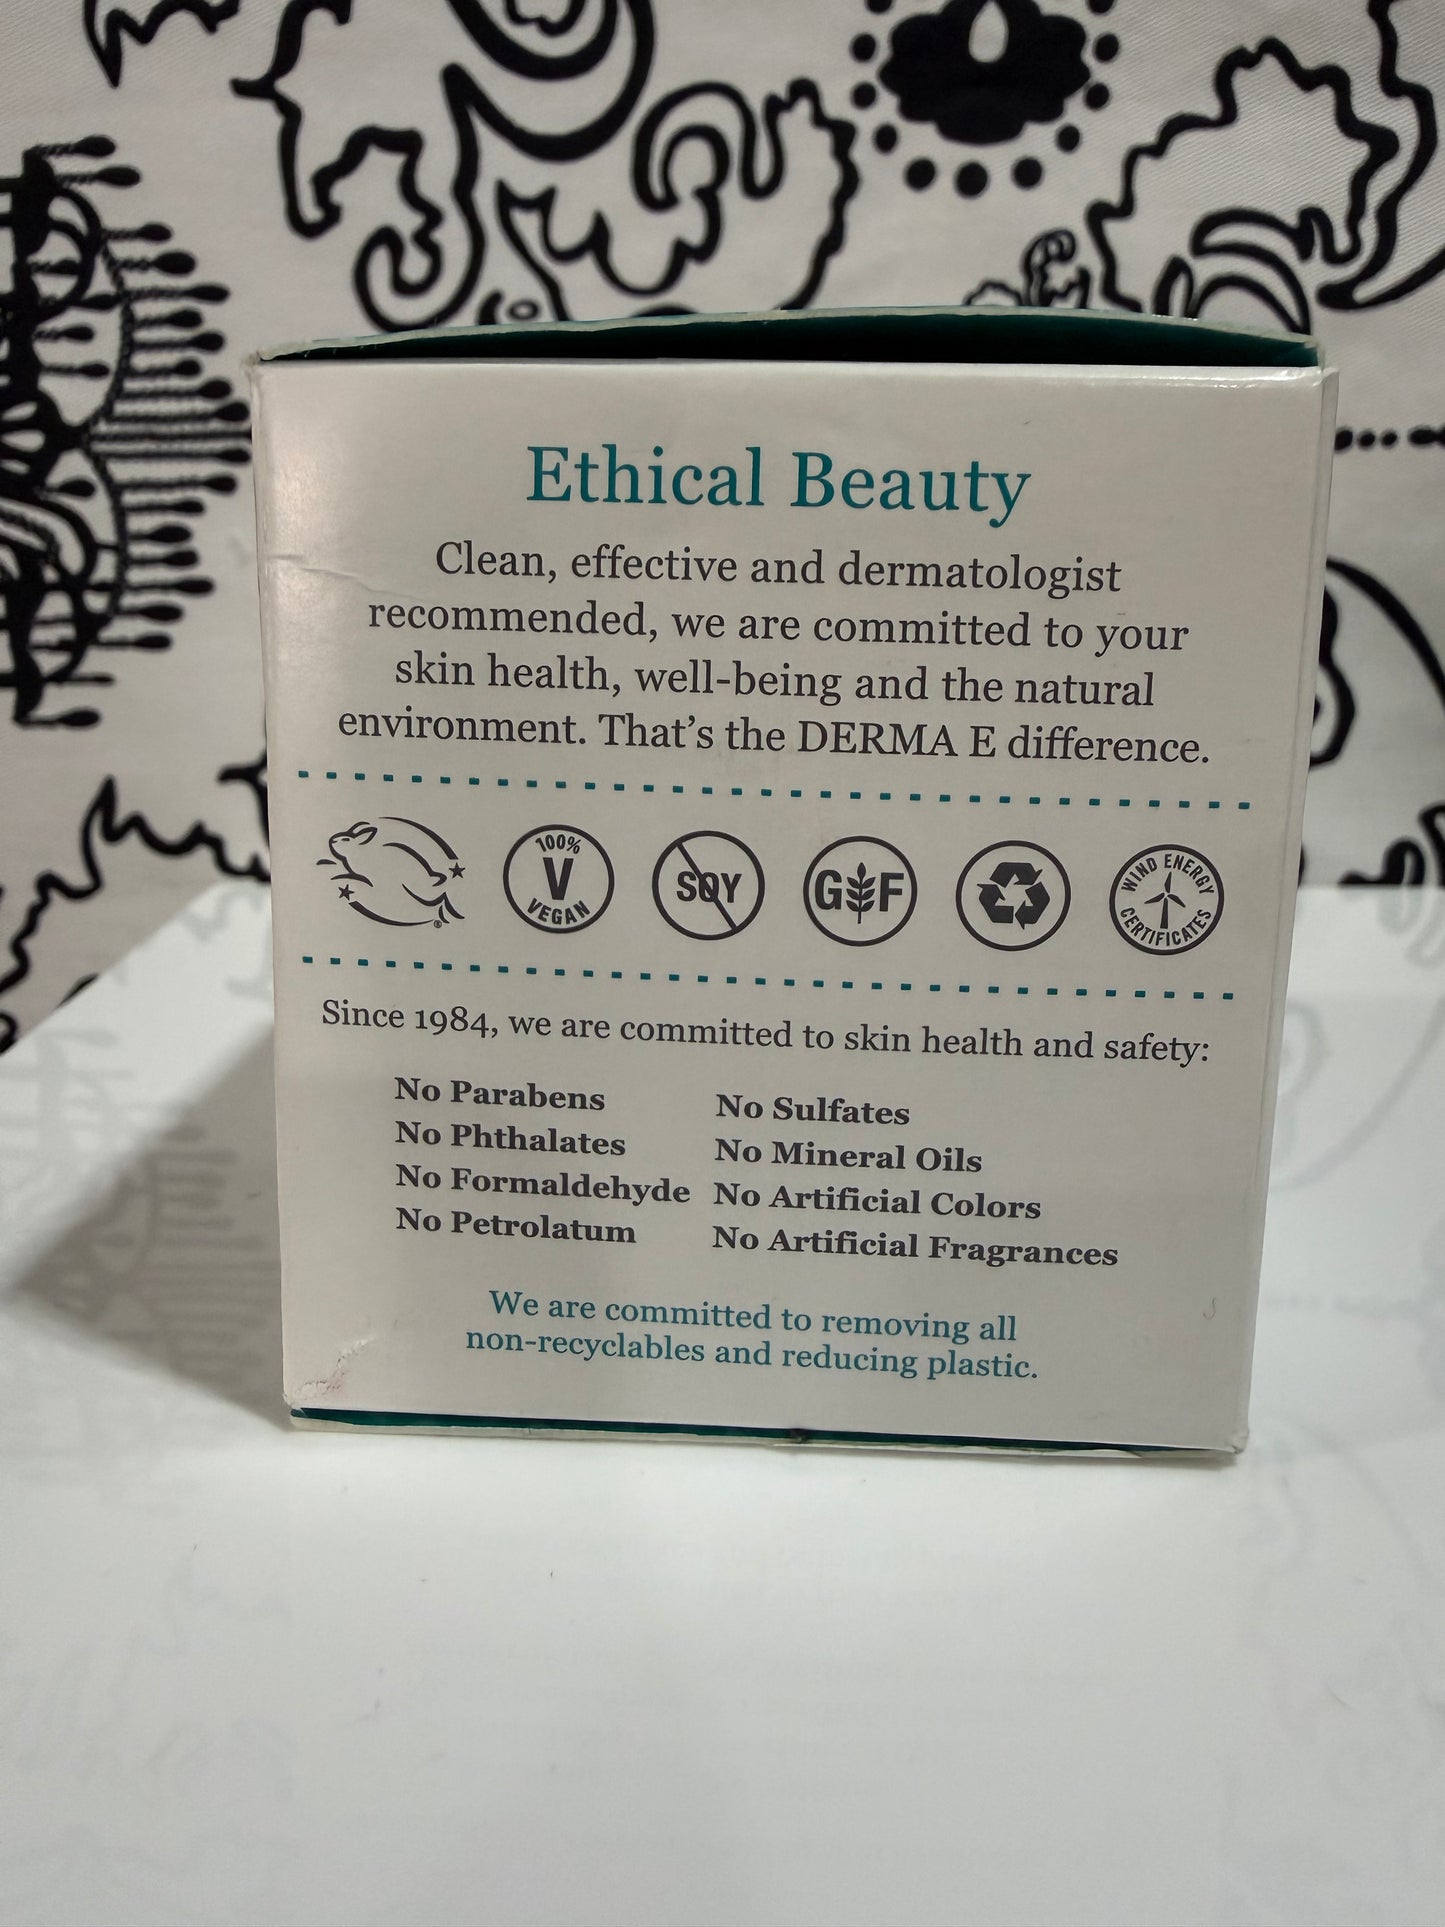 Ethical Beauty
Clean, effective and dermatologist
recommended, we are committed to your
skin health, well-being and the natural
environment. That's the DERMA E difference.
100%
V
VEGAN
SOY
GF
WIND ENERGY
CERTIFICATES
Since 1984, we are committed to skin health and safety:
No Parabens No Sulfates
No Phthalates No Mineral Oils
No Formaldehyde No Artificial Colors
No Petrolatum No Artificial Fragrances
We are committed to removing all
non-recyclables and reducing plastic.